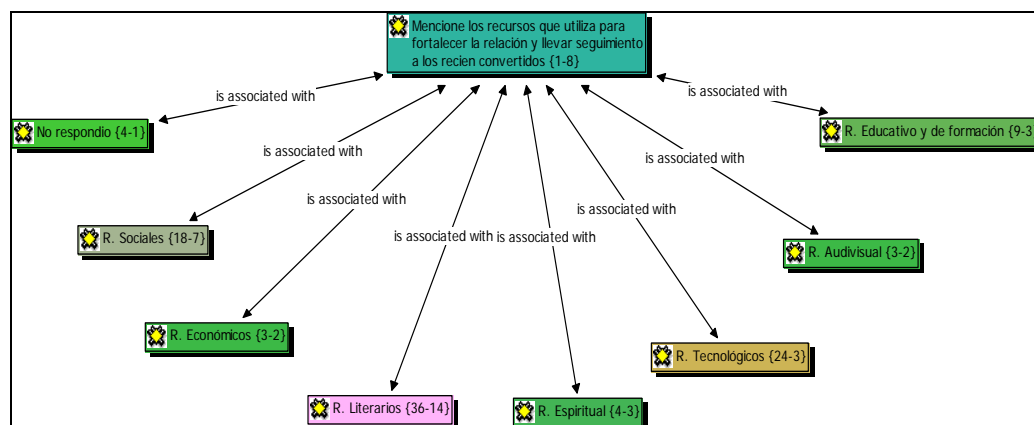 Mencione los recursos que utiliza para
fortalecer la relación y llevar seguimiento
a los recien convertidos {1-8}
is associated with
is associated with
No respondio {4-1}
R. Educativo y de formación {9-3
is associated with
is associated with
is associated with
is associated with
is associated with
is associated with
R. Sociales {18-7}
R. Audivisual {3-2}
R. Económicos {3-2}
R. Tecnológicos {24-3}
R. Literarios {36-14}
R. Espiritual {4-3}